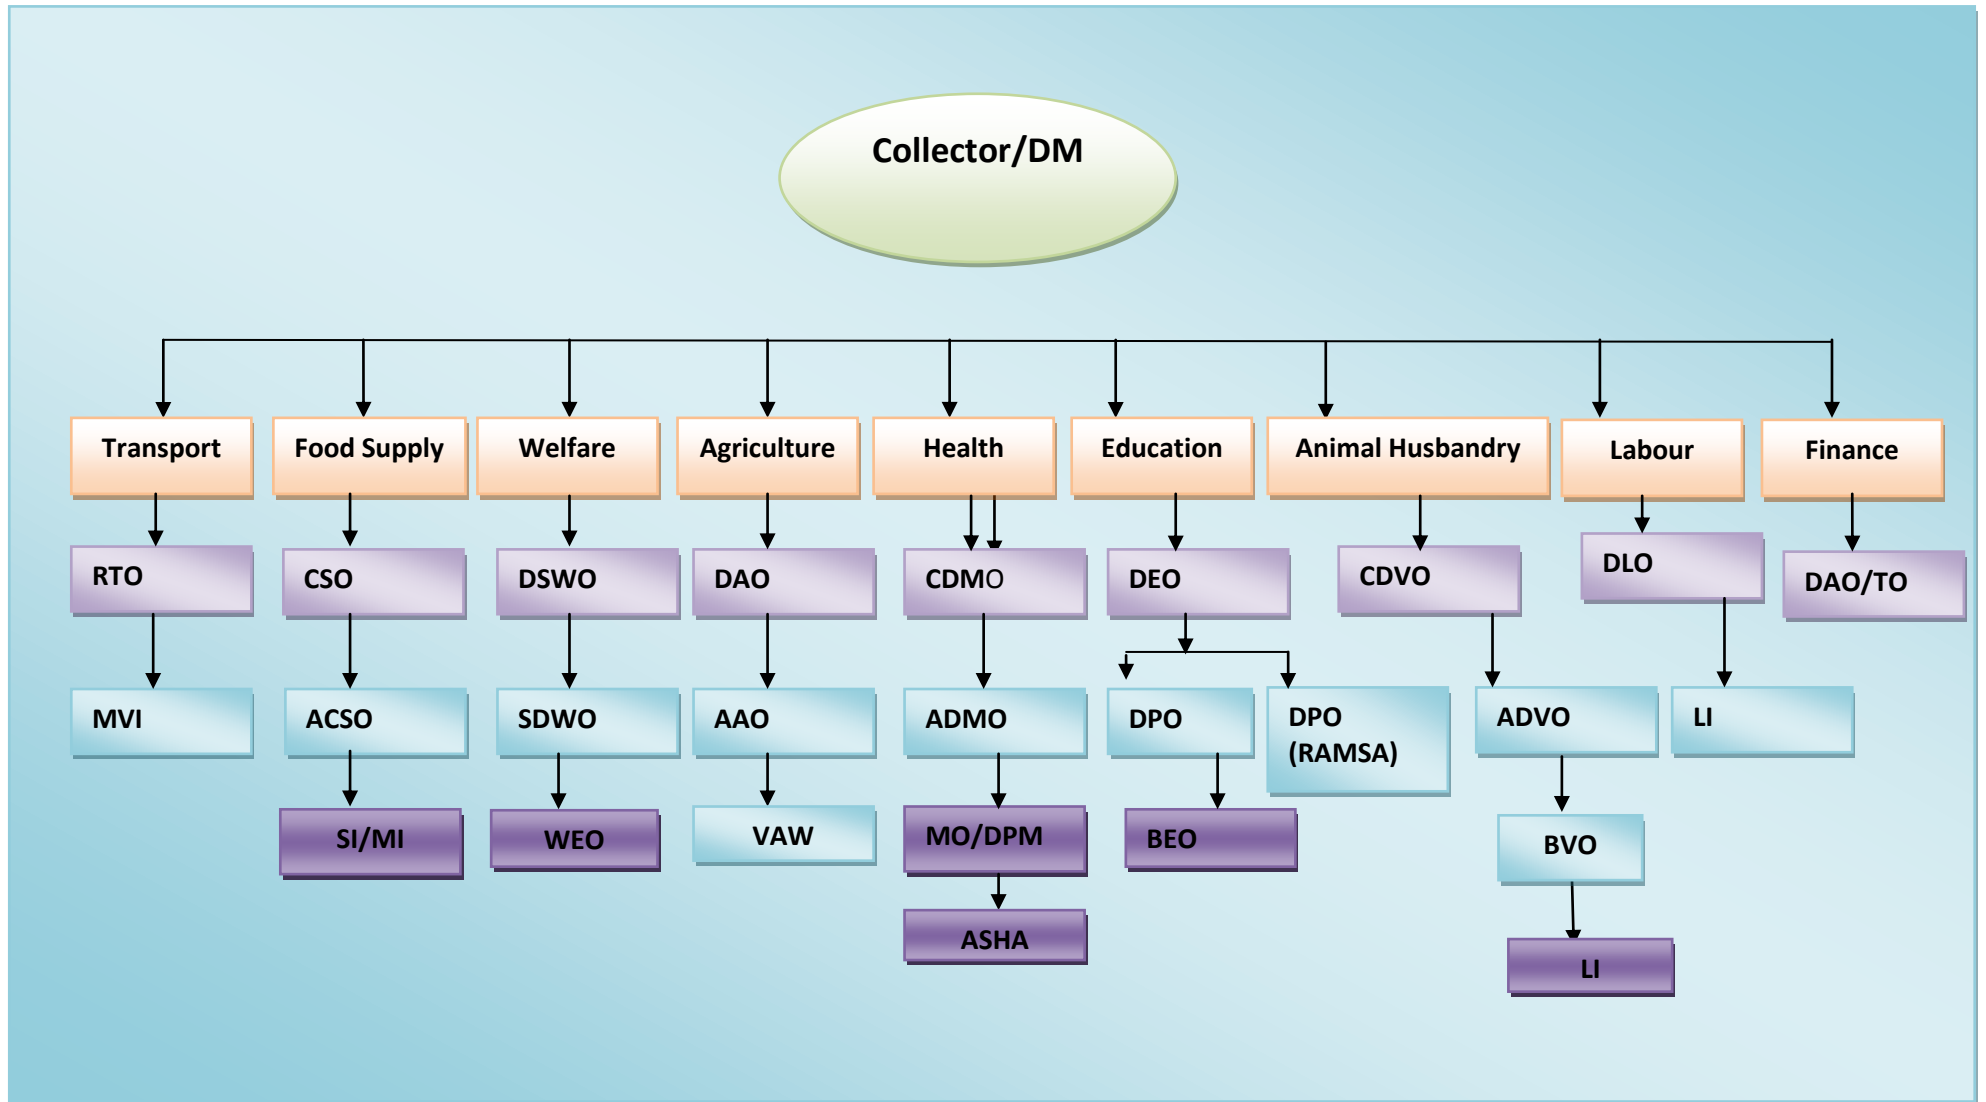 Collector/DM
Transport
Food Supply
Welfare
Agriculture
Health
Education
Animal Husbandry
Labour
Finance
RTO
CSO
DSWO
DAO
CDMO
DEO
CDVO
DLO
DAO/TO
MVI
ACSO
SDWO
AAO
ADMO
DPO
DPO
(RAMSA)
ADVO
LI
SI/MI
WEO
VAW
MO/DPM
BEO
BVO
ASHA
LI